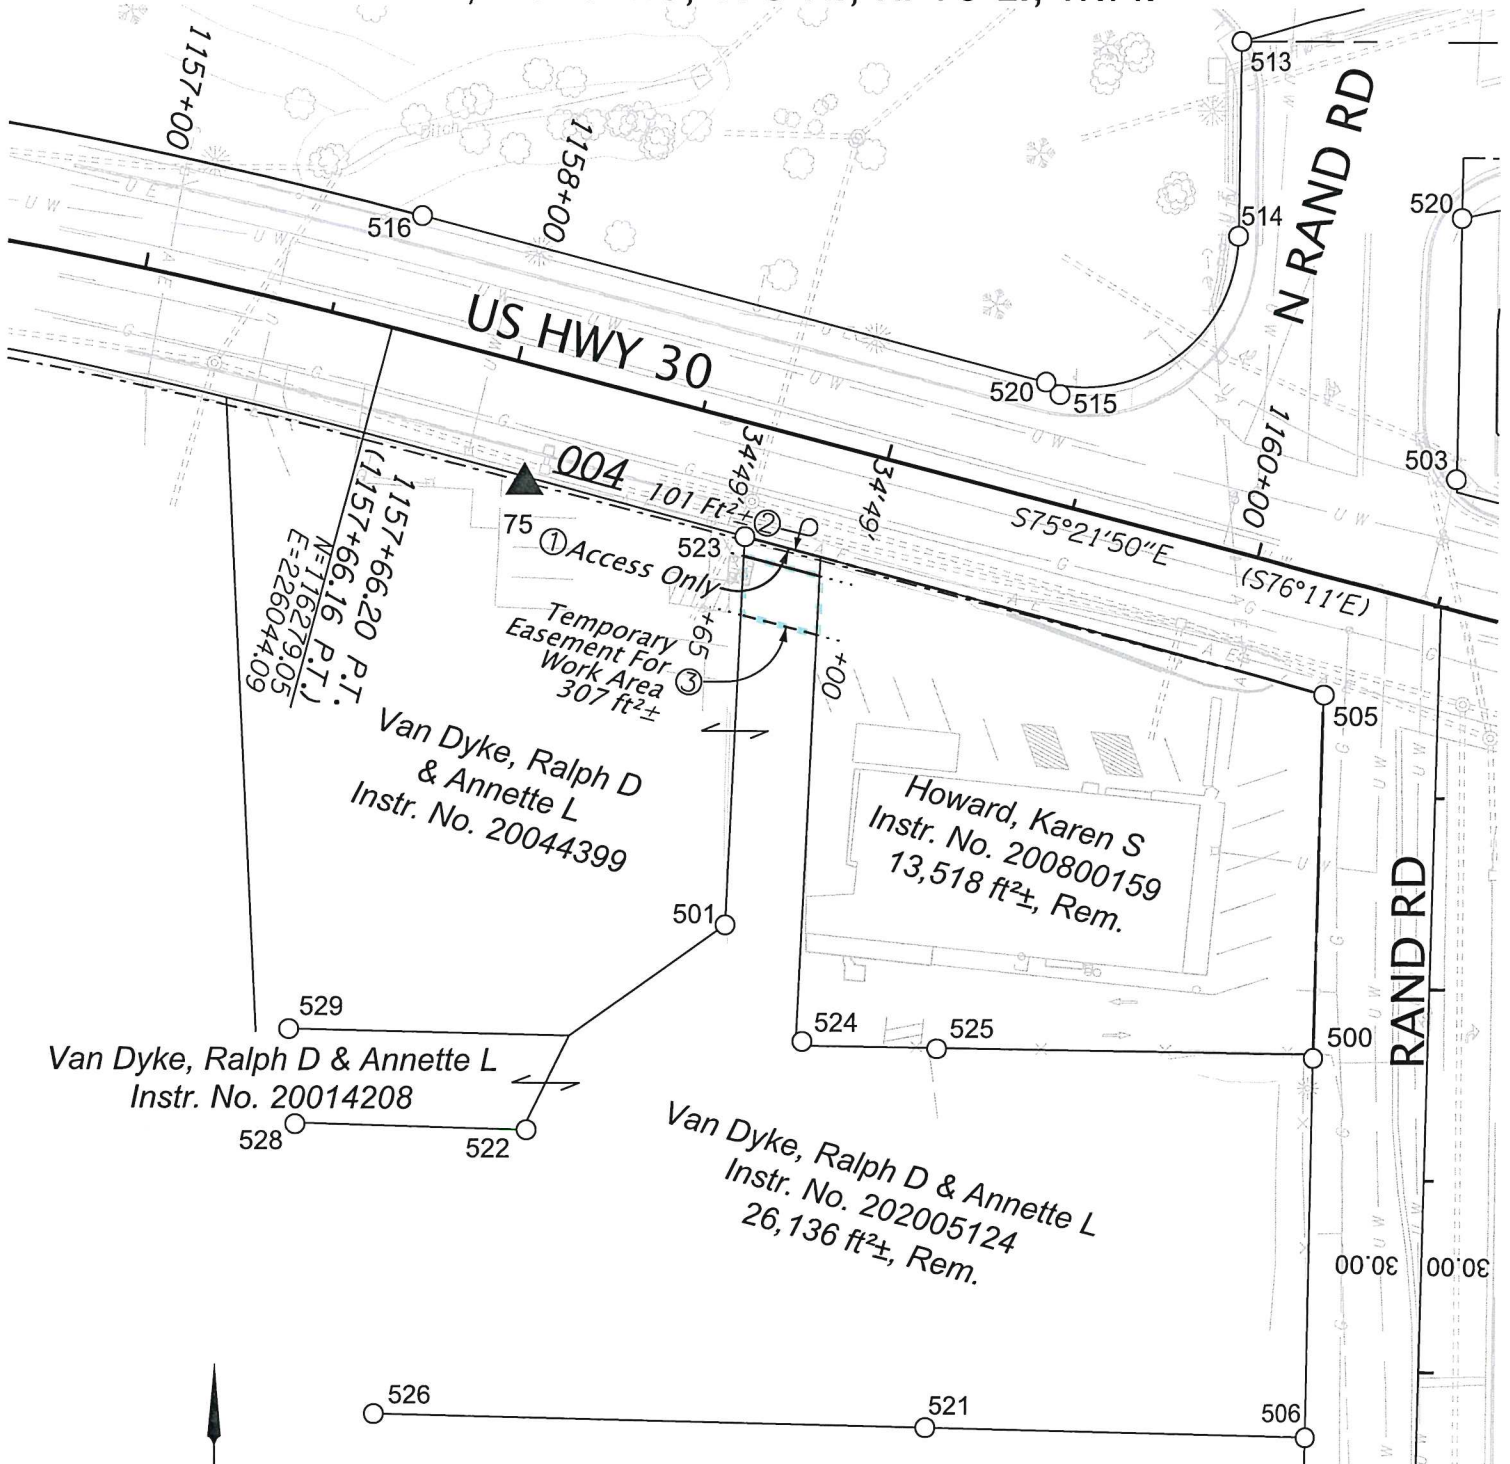 513
1157+00
N RAND RD
1158+00
516
514
520
US HWY 30
520
515
1160+00
503
004
34'49'
34'49'
101 Ft²±
②
S75°21'50"E
(S76°11'E)
75
①Access Only
523
1157+66.20 P.T.
(1157+66.16 P.T.)
N=116279.05
E=226044.09
Temporary
Easement For
Work Area
307 ft²±
③
+65
+00
505
Van Dyke, Ralph D
& Annette L
Instr. No. 20044399
Howard, Karen S
Instr. No. 200800159
13,518 ft²±, Rem.
501
RAND RD
529
524
525
500
Van Dyke, Ralph D & Annette L
Instr. No. 20014208
528
522
Van Dyke, Ralph D & Annette L
Instr. No. 202005124
26,136 ft²±, Rem.
30.00
30.00
526
521
506